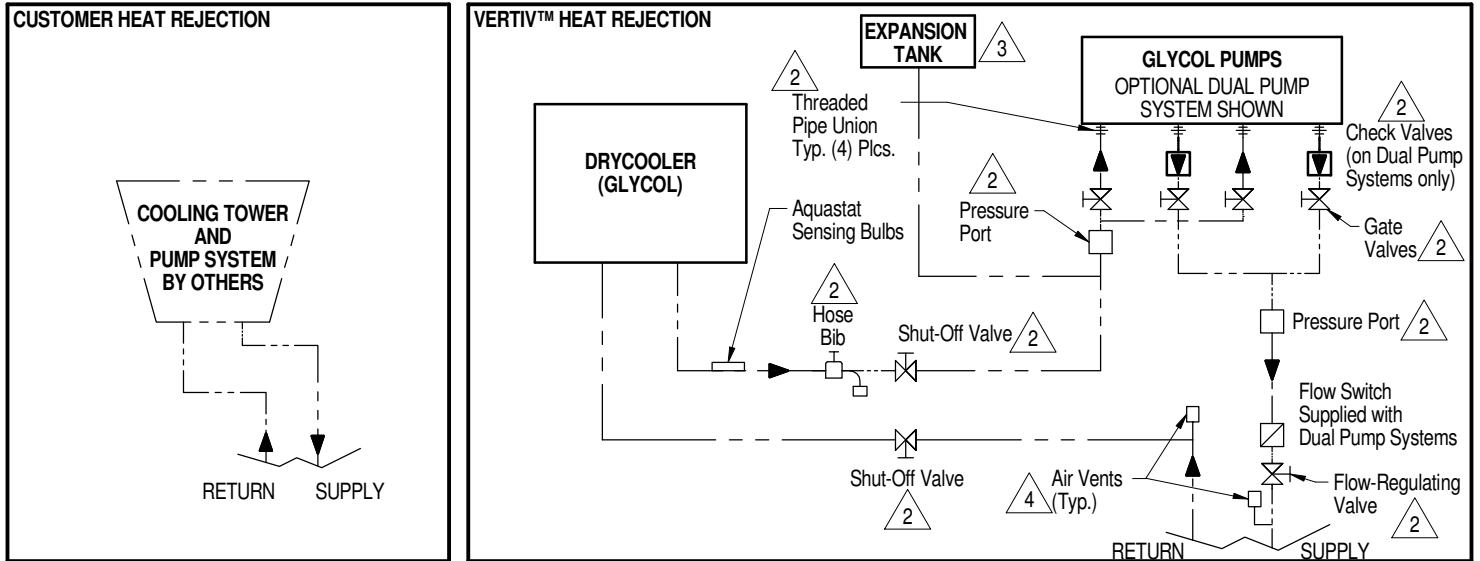 CUSTOMER HEAT REJECTION
COOLING TOWER
AND
PUMP SYSTEM
BY OTHERS
RETURN
SUPPLY
VERTIV™ HEAT REJECTION
EXPANSION
TANK
3
GLYCOL PUMPS
OPTIONAL DUAL PUMP
SYSTEM SHOWN
2
Threaded
Pipe Union
Typ. (4) Plcs.
2
Check Valves
(on Dual Pump
Systems only)
DRYCOOLER
(GLYCOL)
2
Pressure
Port
Aquastat
Sensing Bulbs
Gate
Valves
2
2
Hose
Bib
Shut-Off Valve
2
Pressure Port
2
Flow Switch
Supplied with
Dual Pump Systems
Shut-Off Valve
2
4
Air Vents
(Typ.)
Flow-Regulating
Valve
2
RETURN
SUPPLY